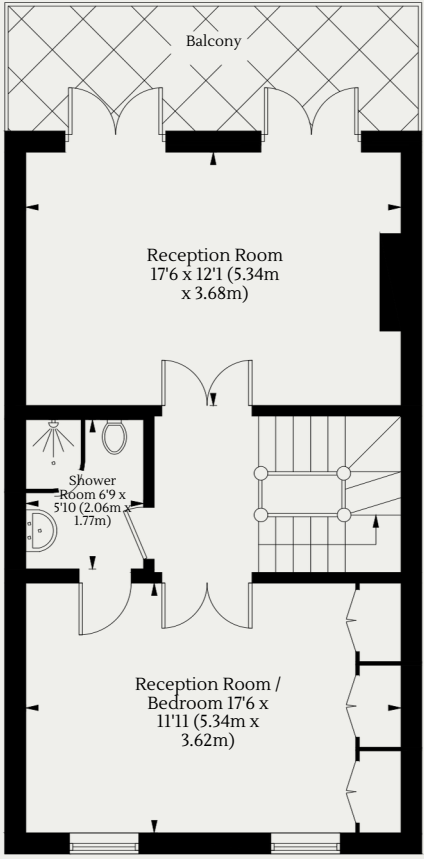 Balcony
Reception Room
17'6 x 12'1 (5.34m
x 3.68m)
Shower
Room 6'9 x
5'10 (2.06m x
1.77m)
Reception Room /
Bedroom 17'6 x
11'11 (5.34m x
3.62m)